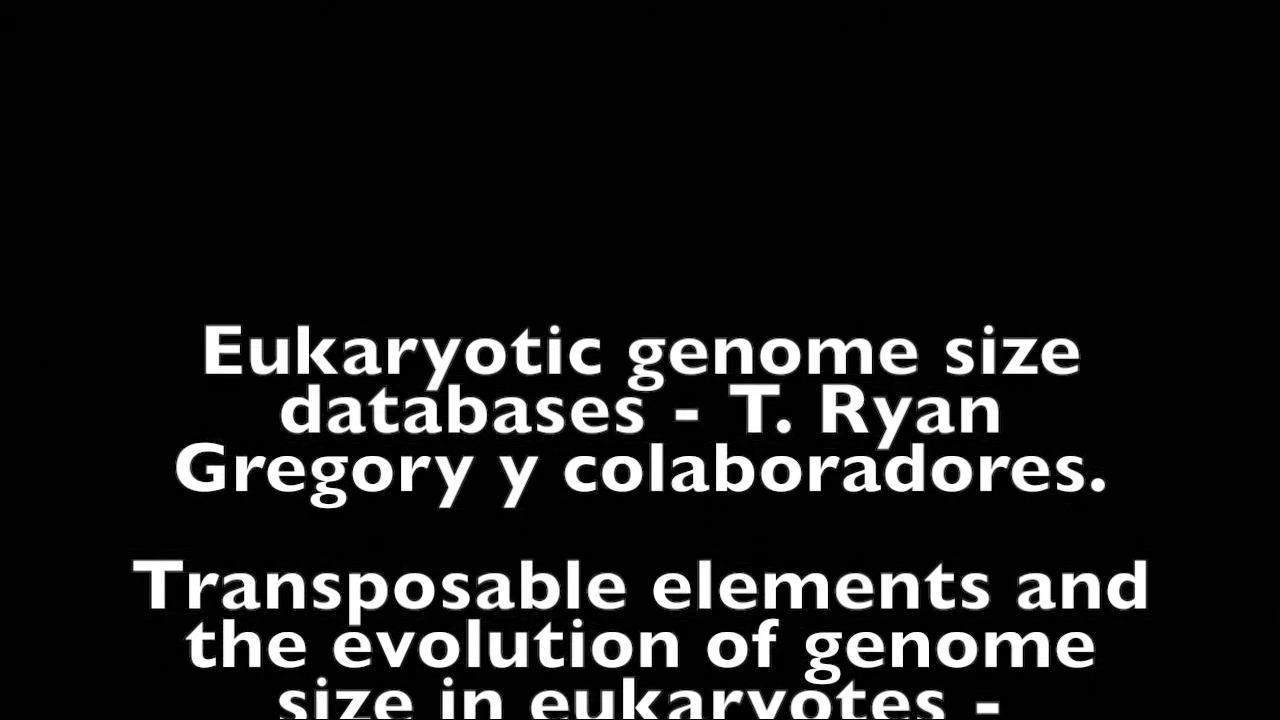 Eukaryotic genome size
databases - T. Ryan
Gregory y colaboradores.
Transposable elements and
the evolution of genome
size in eukaryotes -